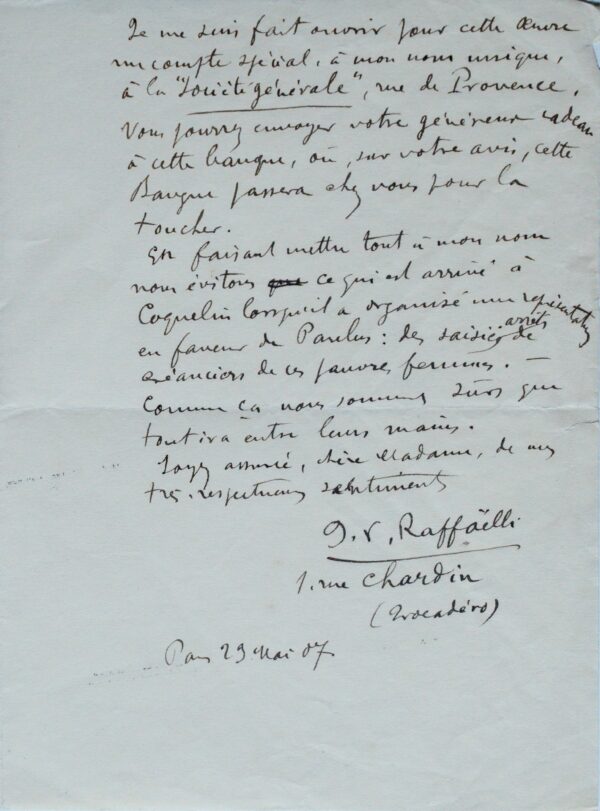 Je me suis fait ouvrir pour cette œuvre
un compte spécial, à mon nom unique,
à la "Société générale", rue de Provence.
Vous pourrez envoyer votre généreux cadeau
à cette banque, où, sur votre avis, cette
Banque passera chez vous pour la
toucher.
En faisant mettre tout à mon nom
nous évitons que ce qui est arrivé à
Coquelin lorsqu'il a organisé une représentation
en faveur de Paulus : des saisies arrêts de
créanciers de ces pauvres femmes. –
Comme ça nous sommes sûrs que
tout ira entre leurs mains.
Soyez assurée, chère Madame, de mes
très respectueux sentiments
J. F. Raffaëlli
1. rue Chardin
(Trocadéro)
Paris 29 Mai 07